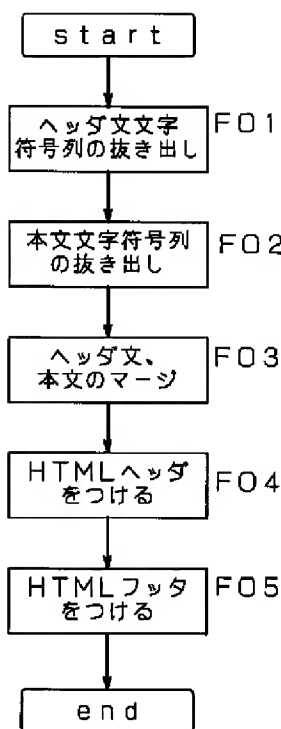 start
ヘッダ文文字 F01
符号列の抜き出し
本文文字符号列 F02
の抜き出し
ヘッダ文、 F03
本文のマージ
HTMLヘッダ F04
をつける
HTMLフッタ F05
をつける
end